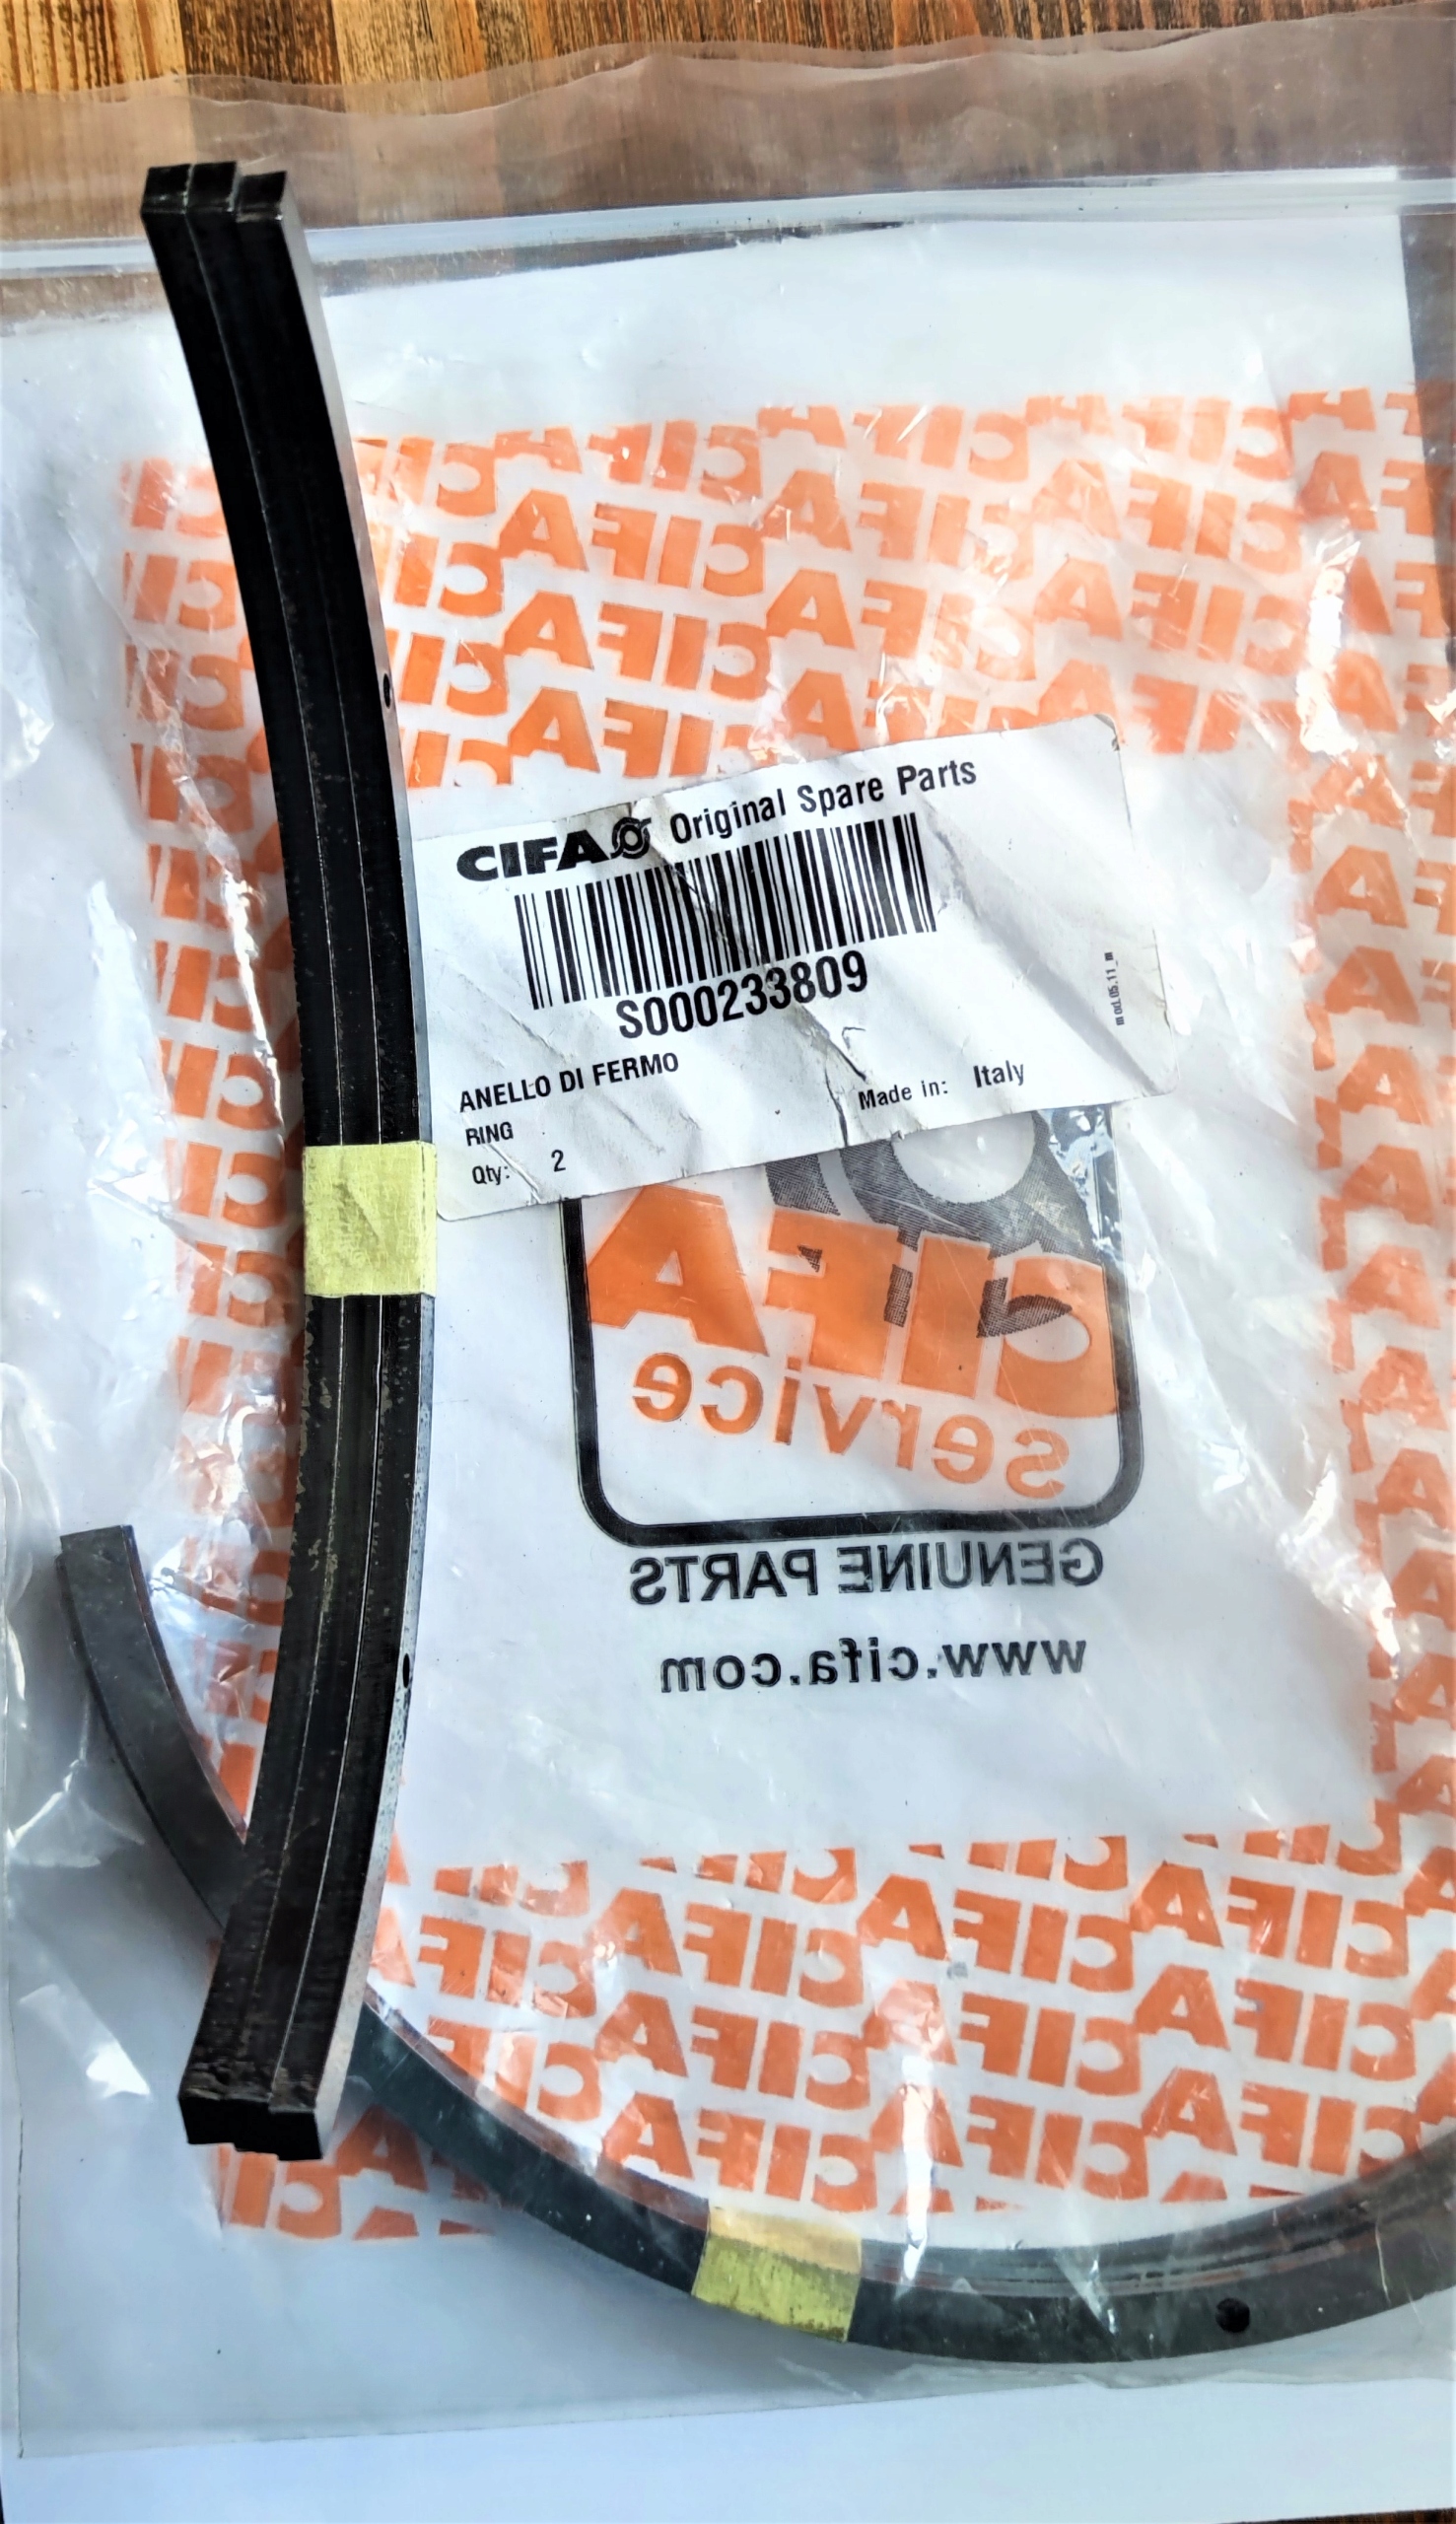 CIFA Original Spare Parts
S000233809
ANELLO DI FERMO
RING
Made in: Italy
Qty: 2
mod.05.11_m
CIFA
service
GENUINE PARTS
www.cifa.com